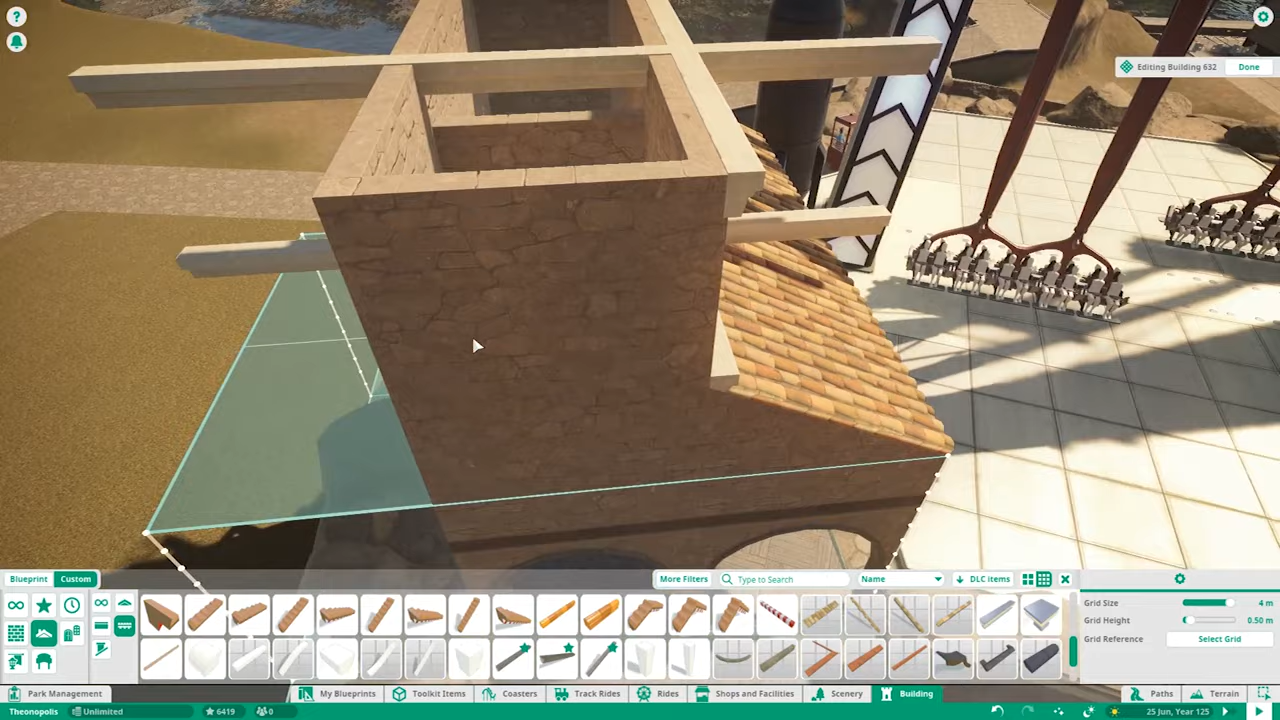 Editing Building 632
Done
Blueprint
Custom
More Filters
Type to Search
Name
DLC items
Grid Size
4 m
Grid Height
0.50 m
Grid Reference
Select Grid
Park Management
My Blueprints
Toolkit Items
Coasters
Track Rides
Rides
Shops and Facilities
Scenery
Building
Paths
Terrain
Theonopolis
Unlimited
6419
0
25 Jun, Year 125